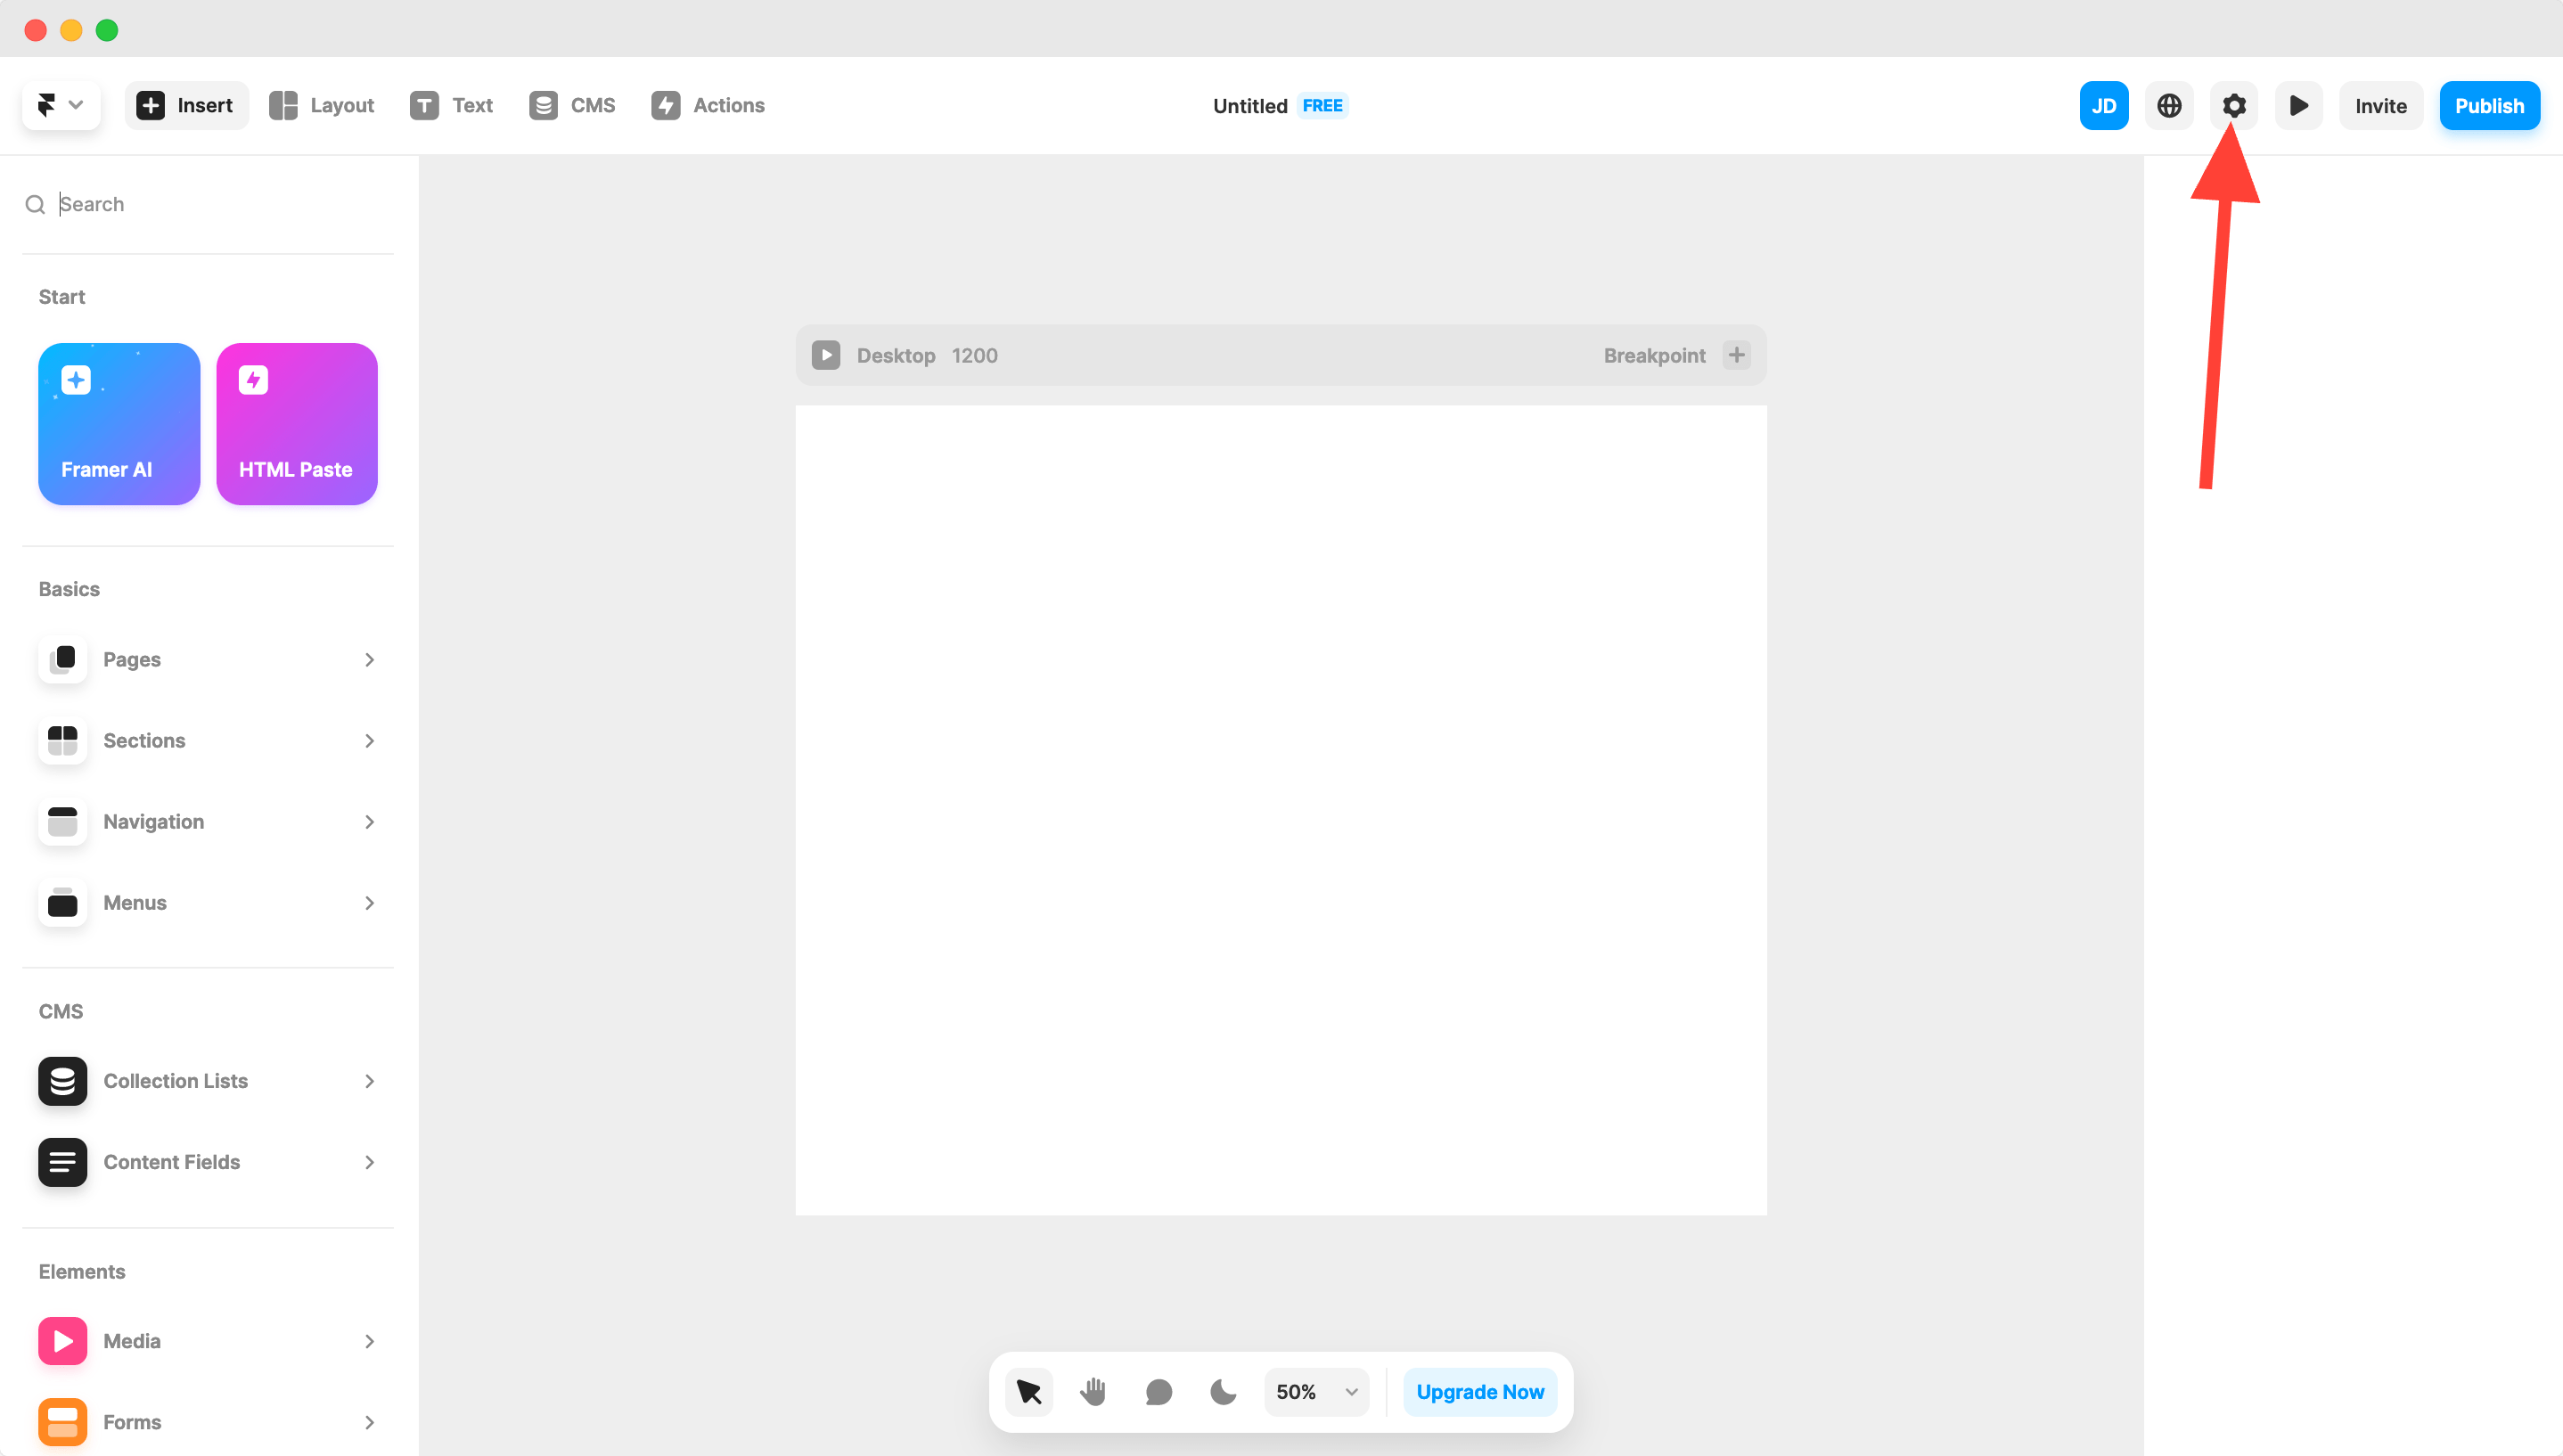 Insert Layout Text CMS Actions Untitled FREE JD Invite Publish
Search
Start
Framer AI HTML Paste
Basics
Pages
Sections
Navigation
Menus
CMS
Collection Lists
Content Fields
Elements
Media
Forms
Desktop 1200 Breakpoint
50% Upgrade Now